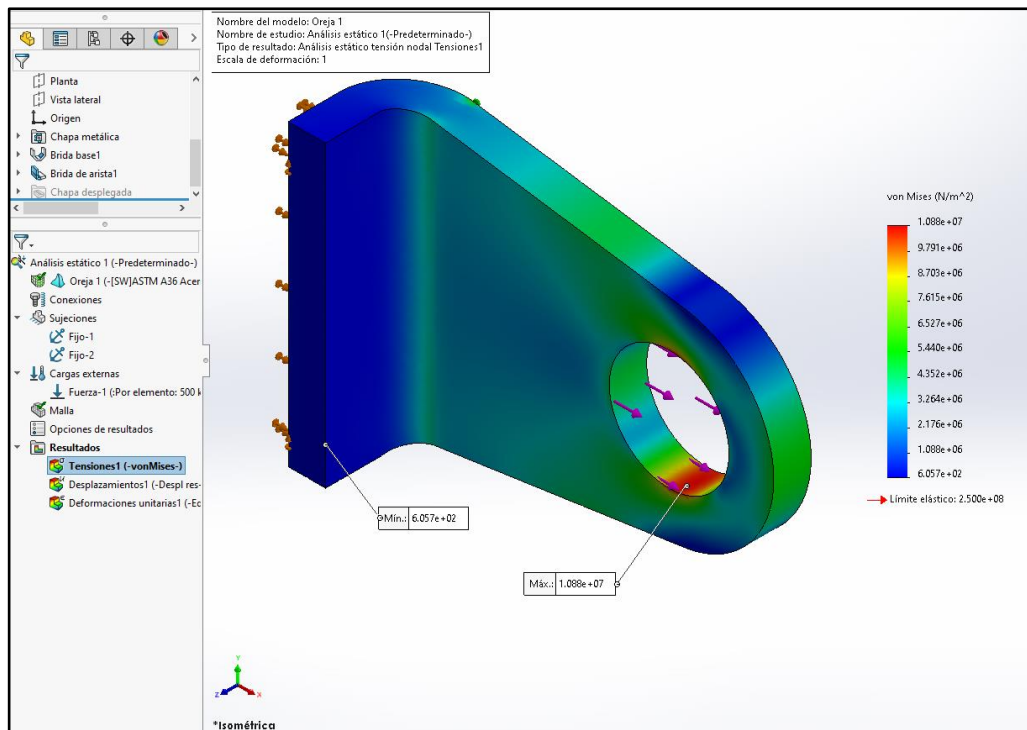 Nombre del modelo: Oreja 1
Nombre de estudio: Análisis estático 1(-Predeterminado-)
Tipo de resultado: Análisis estático tensión nodal Tensiones1
Escala de deformación: 1
Planta
Vista lateral
Origen
Chapa metálica
Brida base1
Brida de arista1
Chapa desplegada
Análisis estático 1 (-Predeterminado-)
Oreja 1 (-[SW]ASTM A36 Acer
Conexiones
Sujeciones
Fijo-1
Fijo-2
Cargas externas
Fuerza-1 (:Por elemento: 500 k
Malla
Opciones de resultados
Resultados
Tensiones1 (-vonMises-)
Desplazamientos1 (-Despl res-
Deformaciones unitarias1 (-Ec
von Mises (N/m^2)
1.088e+07
9.791e+06
8.703e+06
7.615e+06
6.527e+06
5.440e+06
4.352e+06
3.264e+06
2.176e+06
1.088e+06
6.057e+02
Límite elástico: 2.500e+08
Mín.: 6.057e+02
Máx.: 1.088e+07
Y
Z
X
*Isométrica